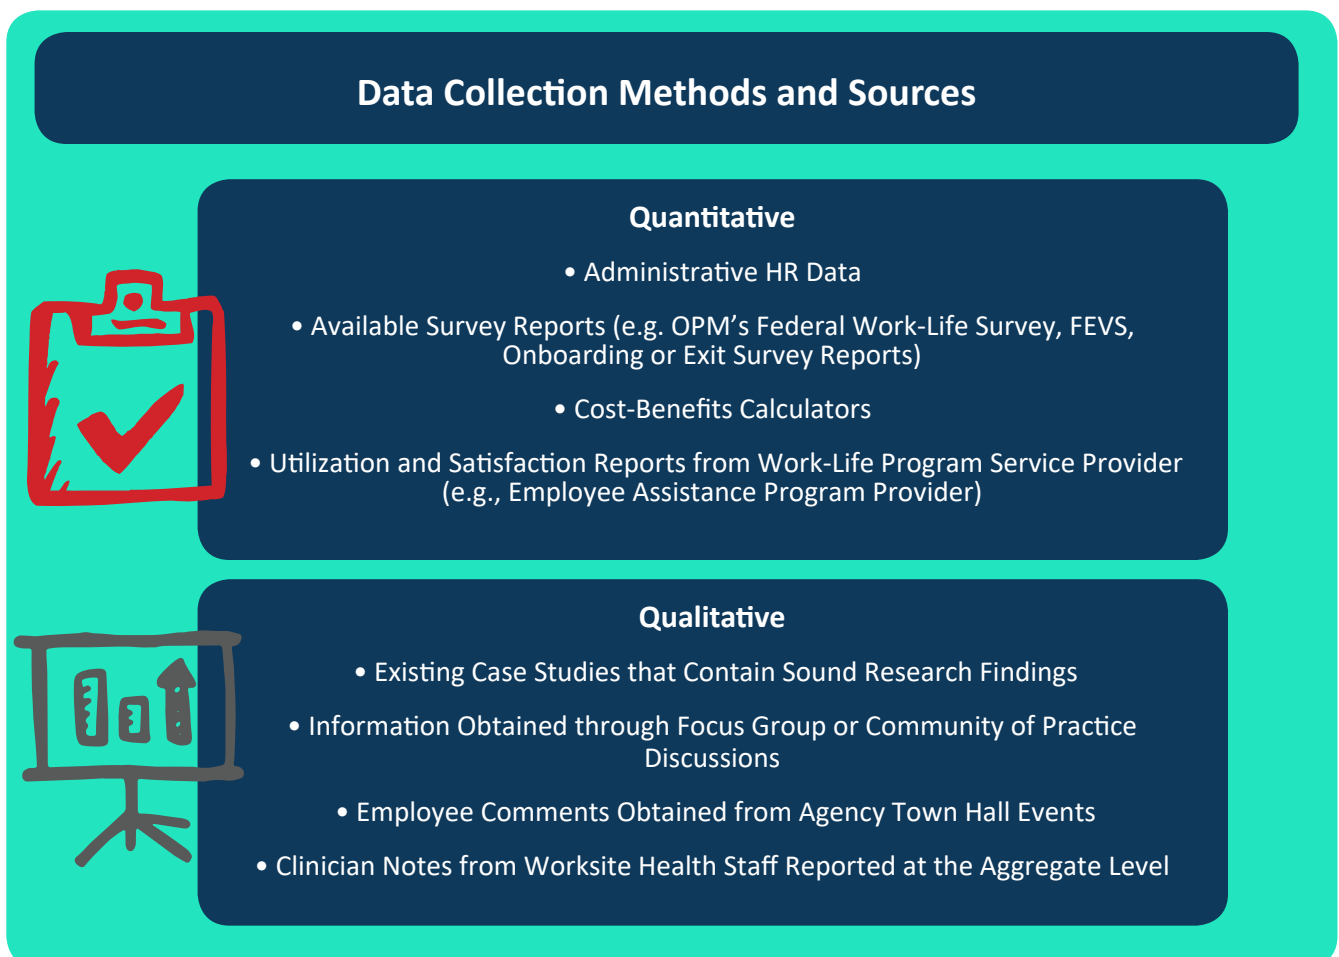 Data Collection Methods and Sources
Quantitative
• Administrative HR Data
• Available Survey Reports (e.g. OPM’s Federal Work-Life Survey, FEVS,
Onboarding or Exit Survey Reports)
• Cost-Benefits Calculators
• Utilization and Satisfaction Reports from Work-Life Program Service Provider
(e.g., Employee Assistance Program Provider)
Qualitative
• Existing Case Studies that Contain Sound Research Findings
• Information Obtained through Focus Group or Community of Practice
Discussions
• Employee Comments Obtained from Agency Town Hall Events
• Clinician Notes from Worksite Health Staff Reported at the Aggregate Level